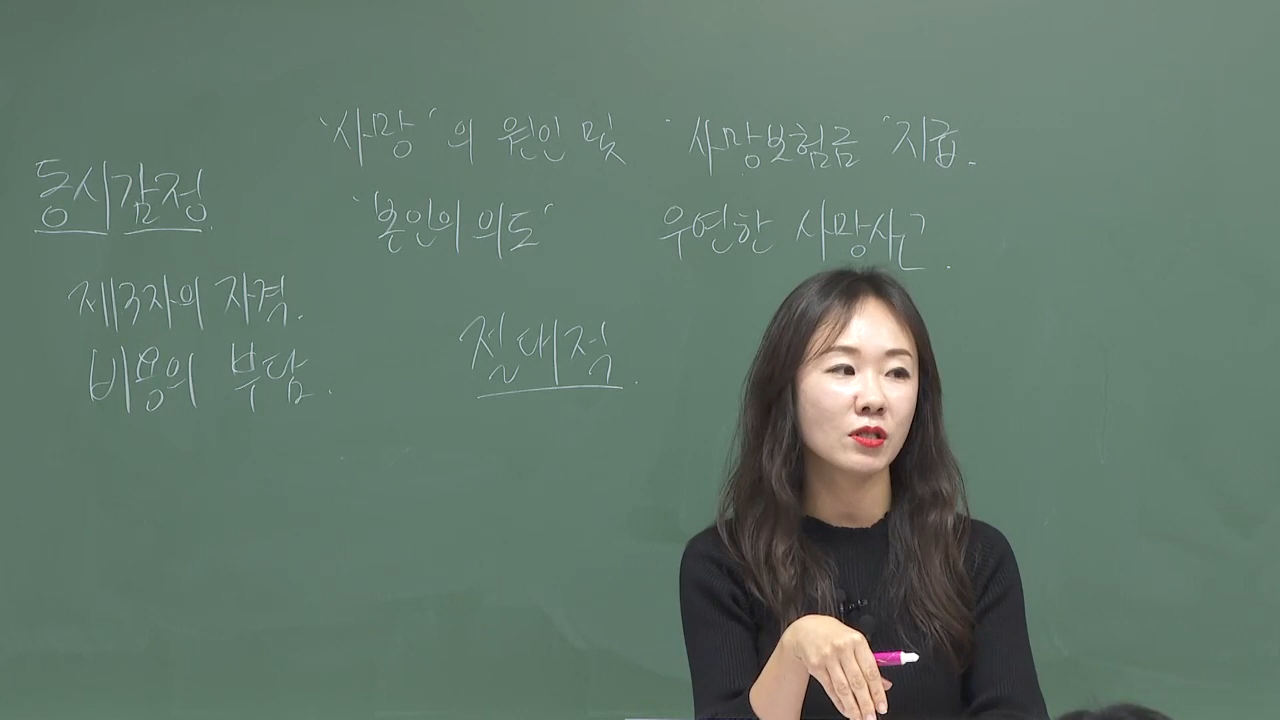 동시감정.
제3자의 자격.
비용의 부담.
'사망'의 원인 및 '사망보험금' 지급.
'본인의 의도' 우연한 사망사고.
절대적.